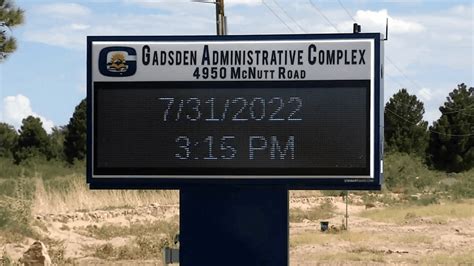 GADSDEN ADMINISTRATIVE COMPLEX
4950 MCNUTT ROAD
7/31/2022
3:15 PM